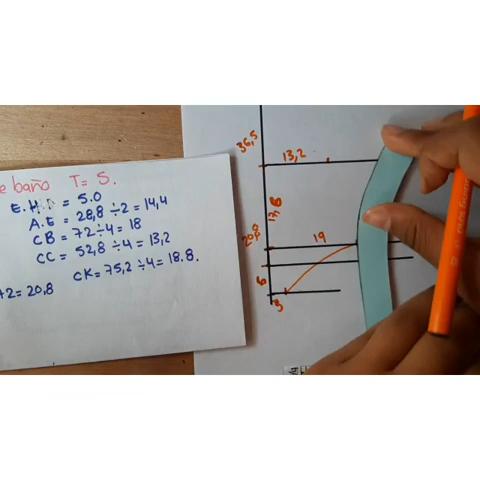 e baño T= S.
E.H = 5.0
A.E = 28,8 ÷2 = 14,4
CB = 72 ÷4 = 18
CC = 52,8 ÷4 = 13,2
CK = 75,2 ÷4 = 18.8.
+2 = 20,8
36,5
13,2
17,8
20,8
19
6
3